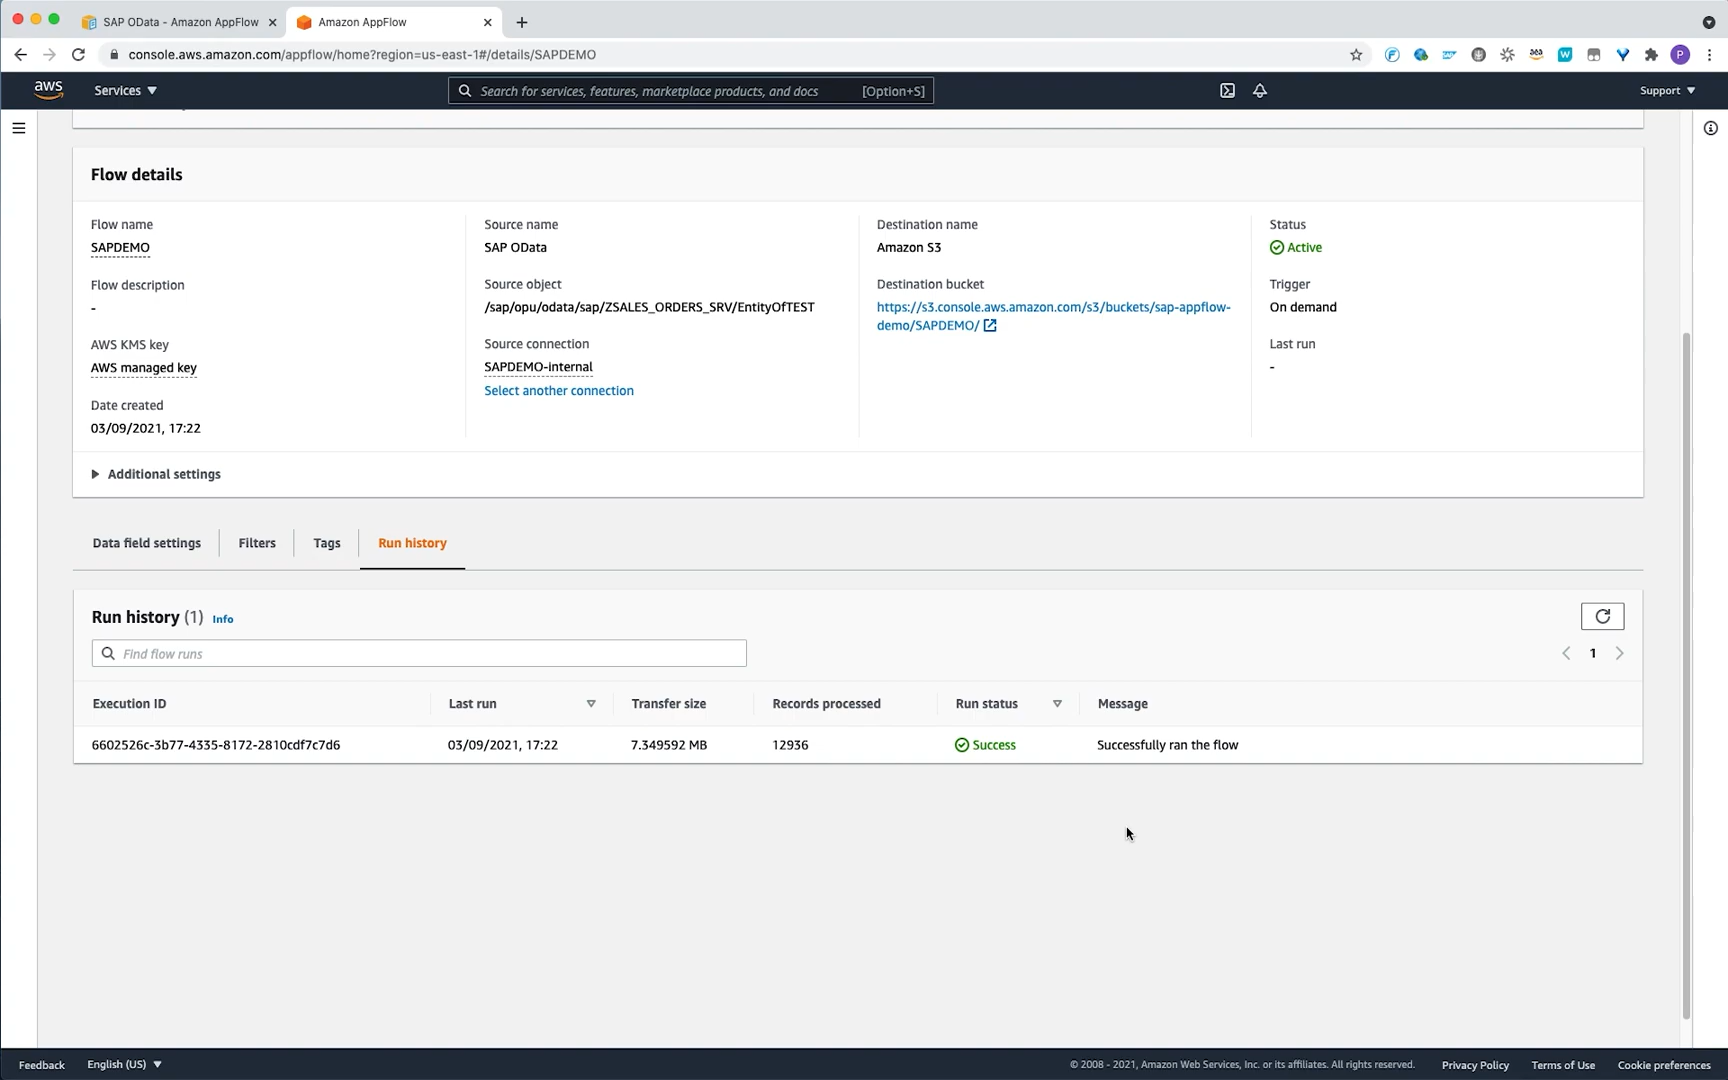 SAP OData - Amazon AppFlow
Amazon AppFlow
console.aws.amazon.com/appflow/home?region=us-east-1#/details/SAPDEMO
P
aws
Services
Search for services, features, marketplace products, and docs [Option+S]
Support
Flow details
Flow name
SAPDEMO
Flow description
-
AWS KMS key
AWS managed key
Date created
03/09/2021, 17:22
Source name
SAP OData
Source object
/sap/opu/odata/sap/ZSALES_ORDERS_SRV/EntityOfTEST
Source connection
SAPDEMO-internal
Select another connection
Destination name
Amazon S3
Destination bucket
https://s3.console.aws.amazon.com/s3/buckets/sap-appflow-
demo/SAPDEMO/
Status
Active
Trigger
On demand
Last run
-
Additional settings
Data field settings
Filters
Tags
Run history
Run history (1) Info
Find flow runs
1
Execution ID Last run Transfer size Records processed Run status Message
6602526c-3b77-4335-8172-2810cdf7c7d6 03/09/2021, 17:22 7.349592 MB 12936 Success Successfully ran the flow
Feedback English (US) © 2008 - 2021, Amazon Web Services, Inc. or its affiliates. All rights reserved. Privacy Policy Terms of Use Cookie preferences